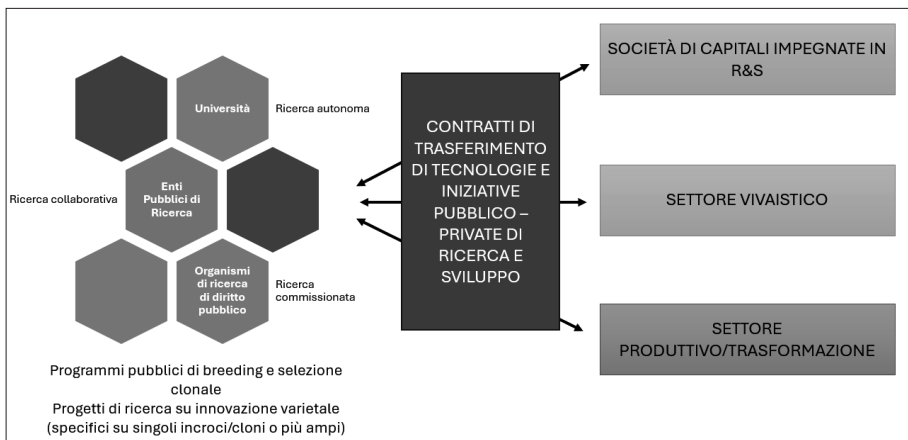 Università
Ricerca autonoma
Ricerca collaborativa
Enti
Pubblici di
Ricerca
Organismi
di ricerca
di diritto
pubblico
Ricerca
commissionata
Programmi pubblici di breeding e selezione
clonale
Progetti di ricerca su innovazione varietale
(specifici su singoli incroci/cloni o più ampi)
CONTRATTI DI
TRASFERIMENTO
DI TECNOLOGIE E
INIZIATIVE
PUBBLICO –
PRIVATE DI
RICERCA E
SVILUPPO
SOCIETÀ DI CAPITALI IMPEGNATE IN
R&S
SETTORE VIVAISTICO
SETTORE
PRODUTTIVO/TRASFORMAZIONE